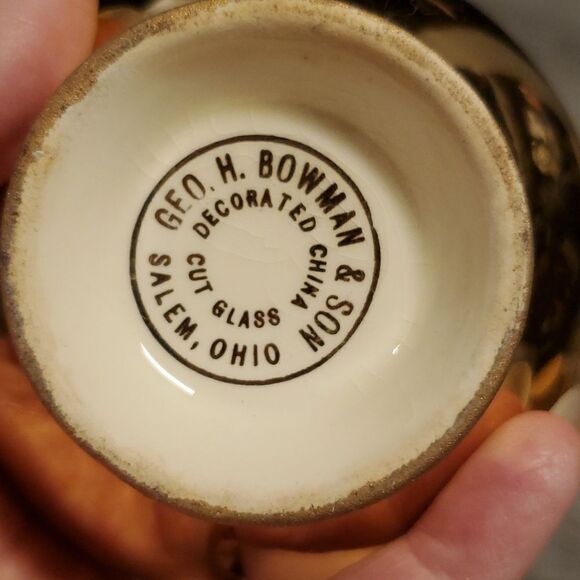 GEO. H. BOWMAN & SON
DECORATED CHINA
CUT GLASS
SALEM, OHIO